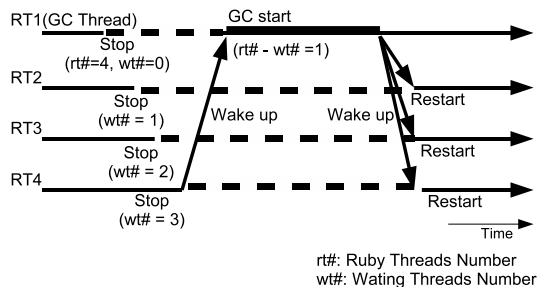 RT1(GC Thread)
GC start
Stop
(rt#=4, wt#=0)
(rt# - wt# =1)
RT2
Stop
(wt# = 1)
Restart
Wake up
Wake up
RT3
Stop
(wt# = 2)
Restart
RT4
Stop
(wt# = 3)
Restart
Time
rt#: Ruby Threads Number
wt#: Wating Threads Number